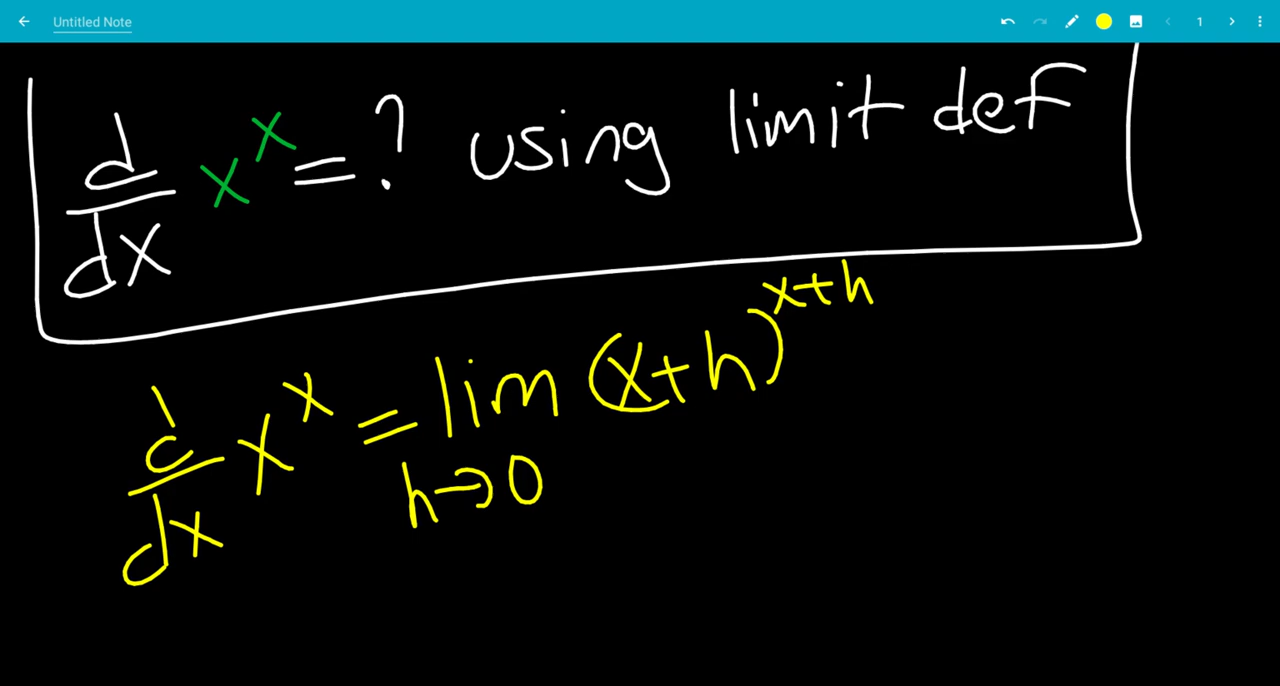 Untitled Note
1
d/dx x^x = ? using limit def
d/dx x^x = lim h→0 (x+h)^x+h